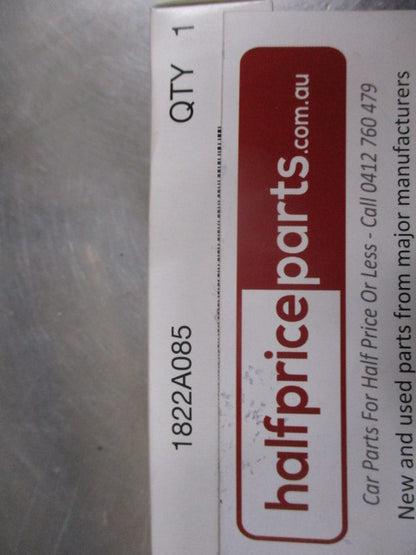 1822A085 QTY 1
halfpriceparts.com.au
Car Parts For Half Price Or Less - Call 0412 760 479
New and used parts from major manufacturers